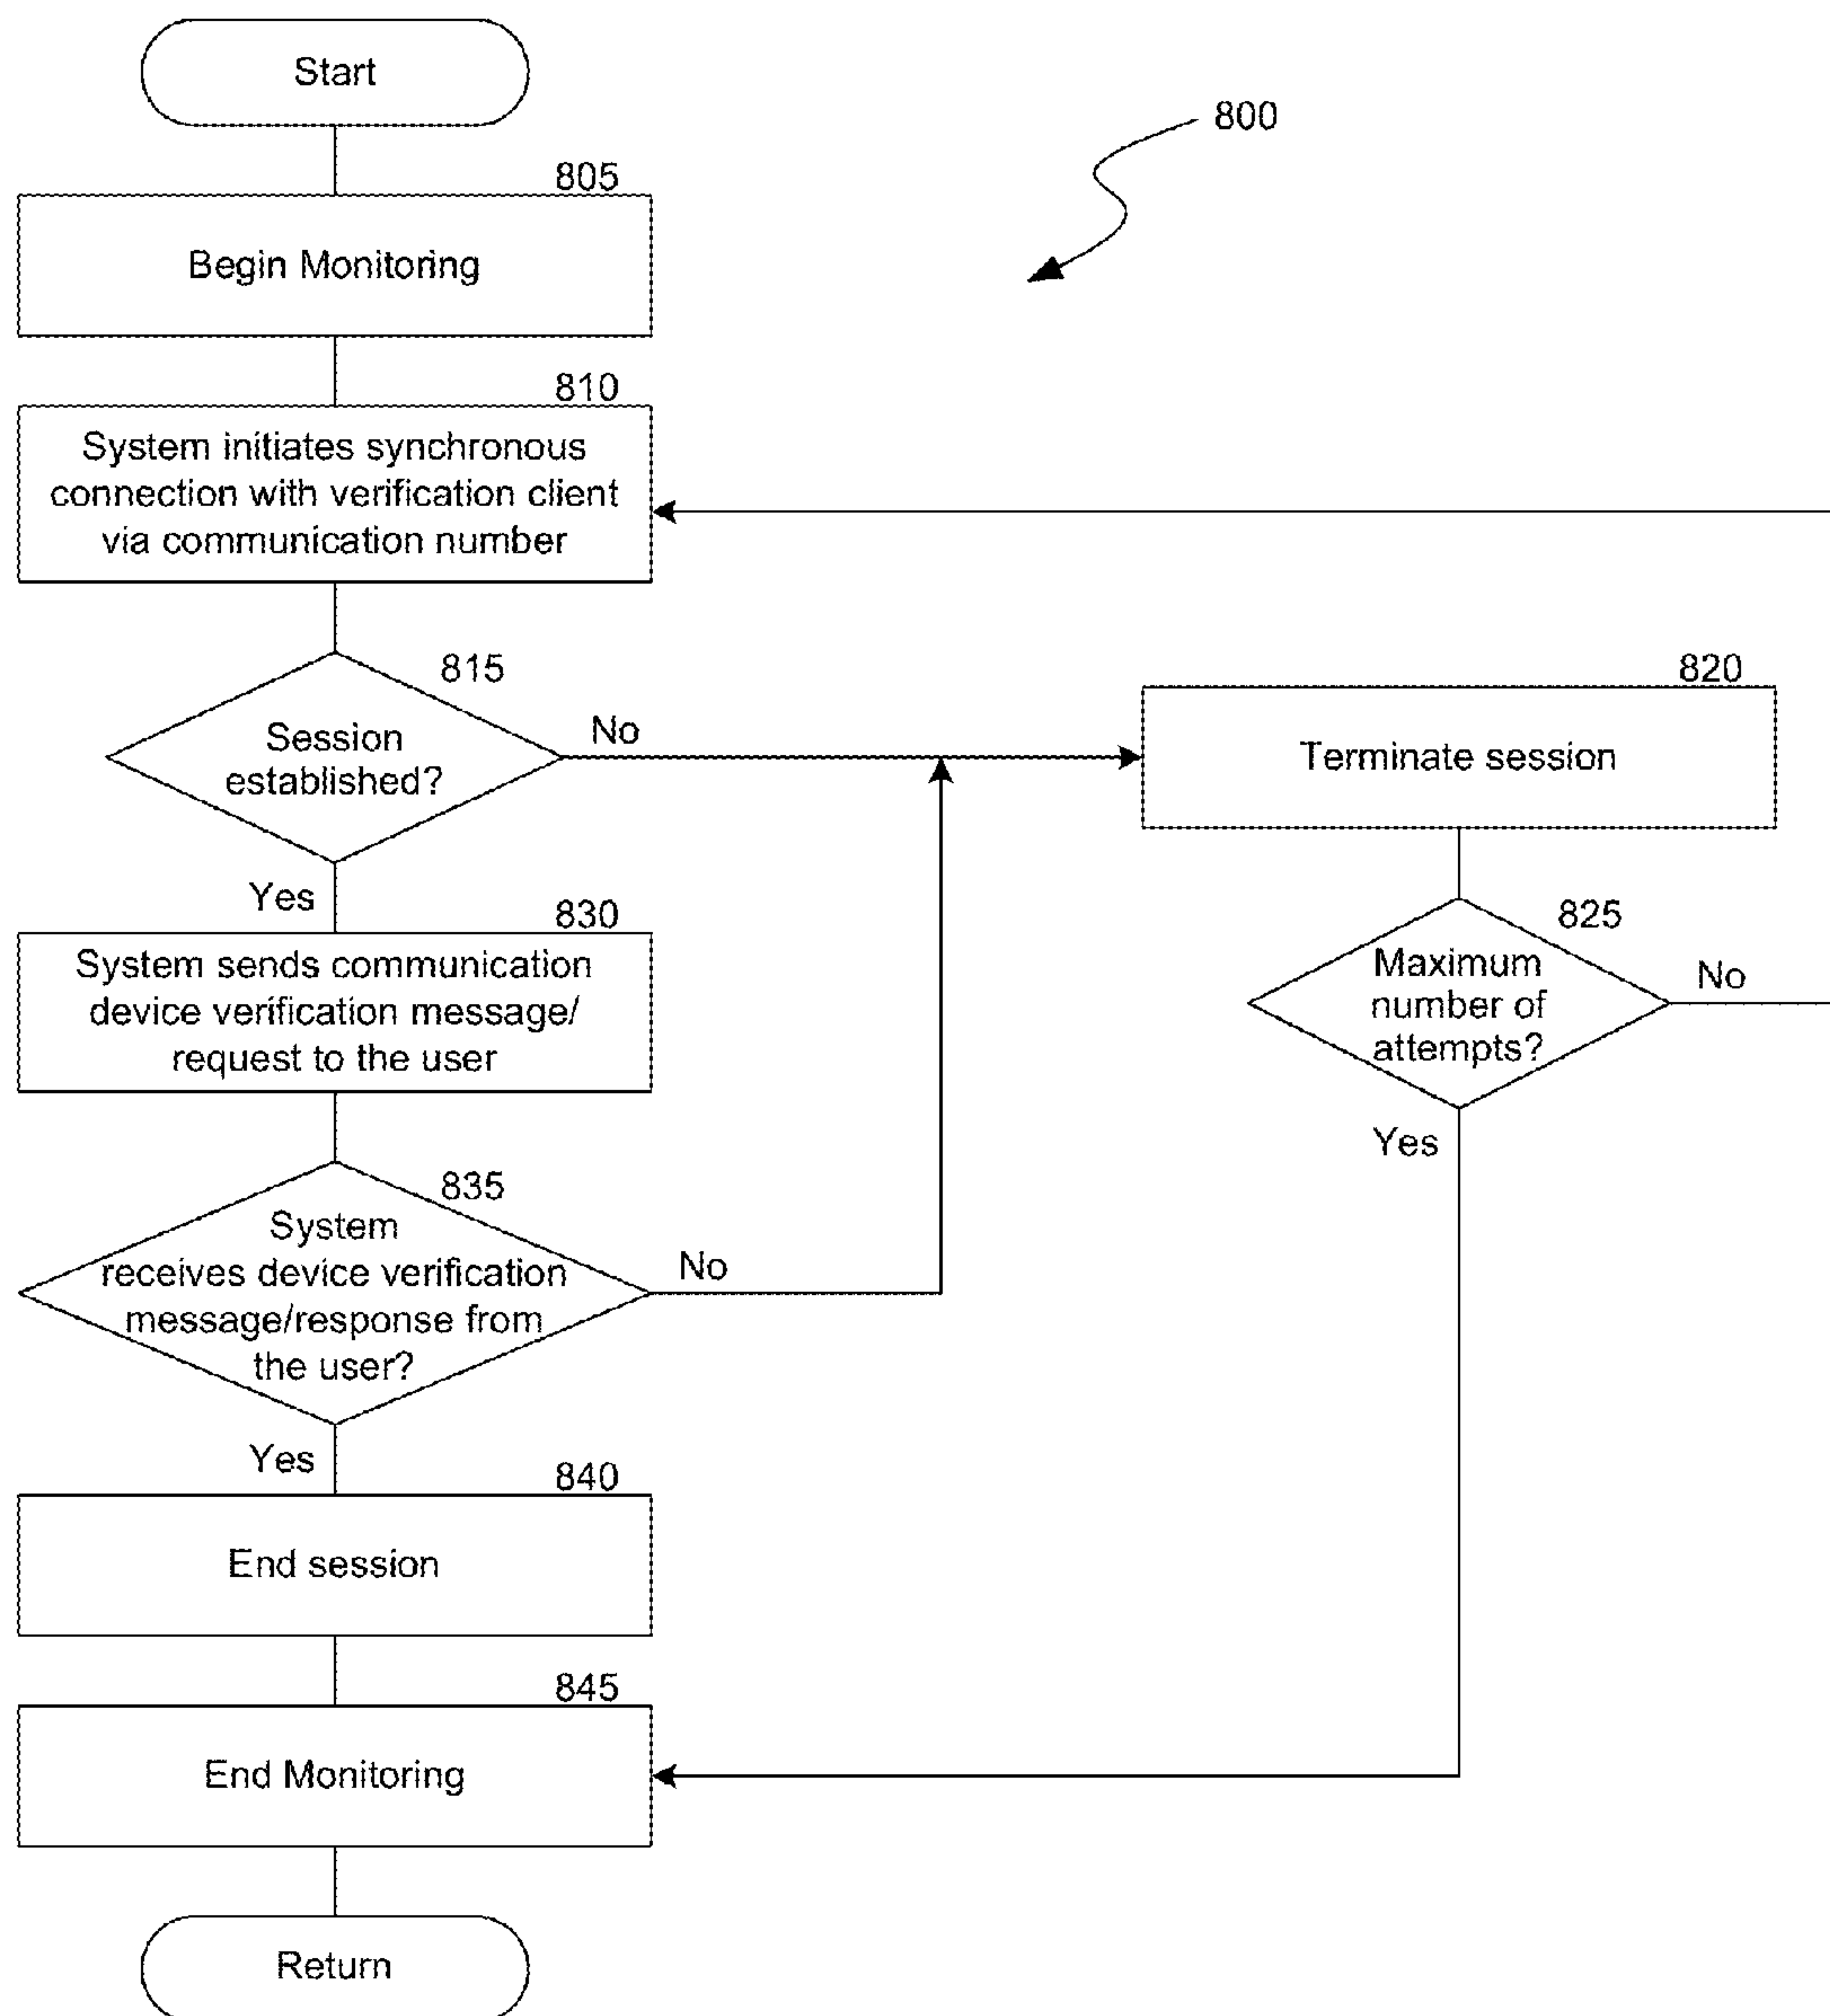 Start
800
805
Begin Monitoring
810
System initiates synchronous
connection with verification client
via communication number
815
Session
established?
No
Yes
820
Terminate session
825
Maximum
number of
attempts?
No
Yes
830
System sends communication
device verification message/
request to the user
835
System
receives device verification
message/response from
the user?
No
Yes
840
End session
845
End Monitoring
Return